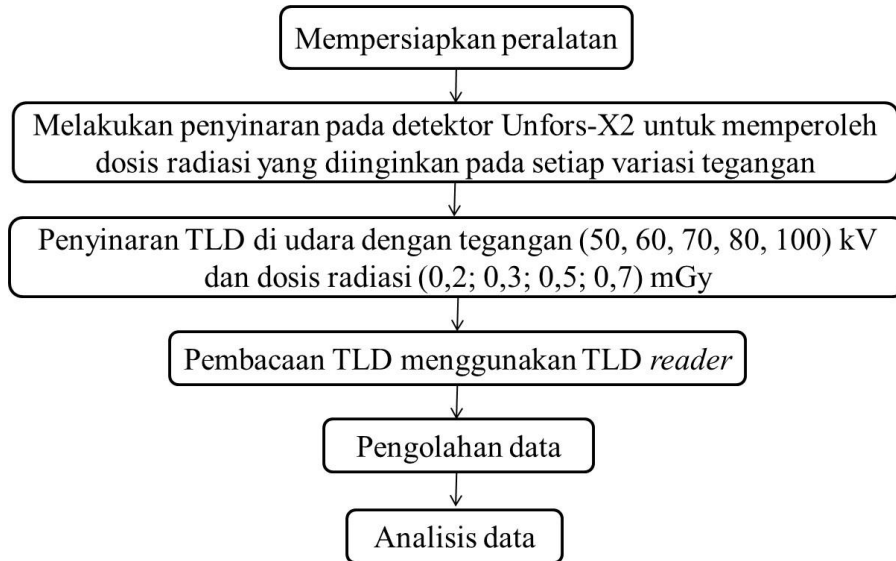 Mempersiapkan peralatan
Melakukan penyinaran pada detektor Unfors-X2 untuk memperoleh
dosis radiasi yang diinginkan pada setiap variasi tegangan
Penyinaran TLD di udara dengan tegangan (50, 60, 70, 80, 100) kV
dan dosis radiasi (0,2; 0,3; 0,5; 0,7) mGy
Pembacaan TLD menggunakan TLD reader
Pengolahan data
Analisis data